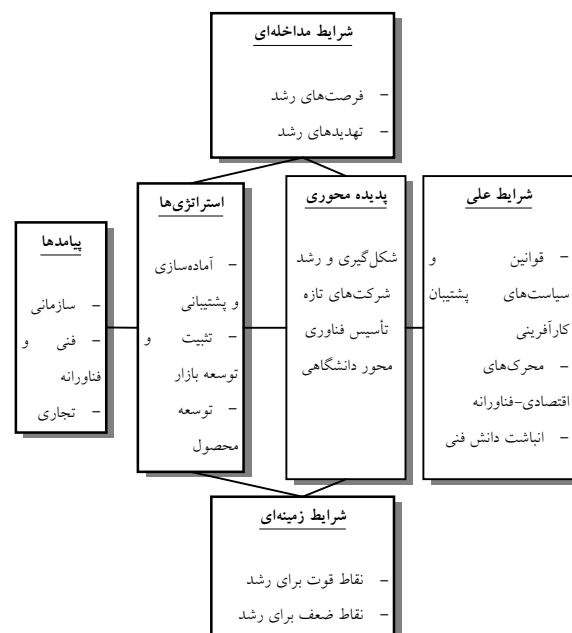 شرایط مداخله‌ای
- فرصت‌های رشد
- تهدیدهای رشد
شرایط علی
- قوانین و
سیاست‌های پشتیبان
کارآفرینی
- محرک‌های
اقتصادی-فناورانه
- انباشت دانش فنی
پدیده محوری
شکل‌گیری و رشد
شرکت‌های تازه
تأسیس فناوری
محور دانشگاهی
استراتژی‌ها
- آماده‌سازی
و پشتیبانی
- تثبیت و
توسعه بازار
- توسعه
محصول
پیامدها
- سازمانی
- فنی و
فناورانه
- تجاری
شرایط زمینه‌ای
- نقاط قوت برای رشد
- نقاط ضعف برای رشد